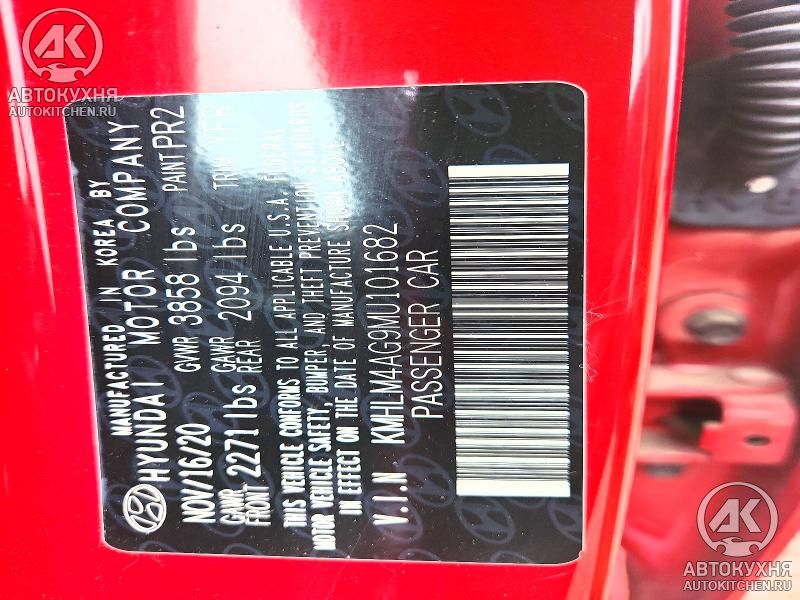 MANUFACTURED IN KOREA BY
HYUNDAI MOTOR COMPANY
NOV/16/20 GVWR 3858 lbs PAINT PR2
GAWR FRONT 2271 lbs GAWR REAR 2094 lbs TRIM YFR
THIS VEHICLE CONFORMS TO ALL APPLICABLE U.S.A. FEDERAL
MOTOR VEHICLE SAFETY, BUMPER, AND THEFT PREVENTION STANDARDS
IN EFFECT ON THE DATE OF MANUFACTURE SHOWN ABOVE
V.I.N KMHLM4AG9MU101682
PASSENGER CAR
АК
АВТОКУХНЯ
AUTOKITCHEN.RU
АК
АВТОКУХНЯ
AUTOKITCHEN.RU